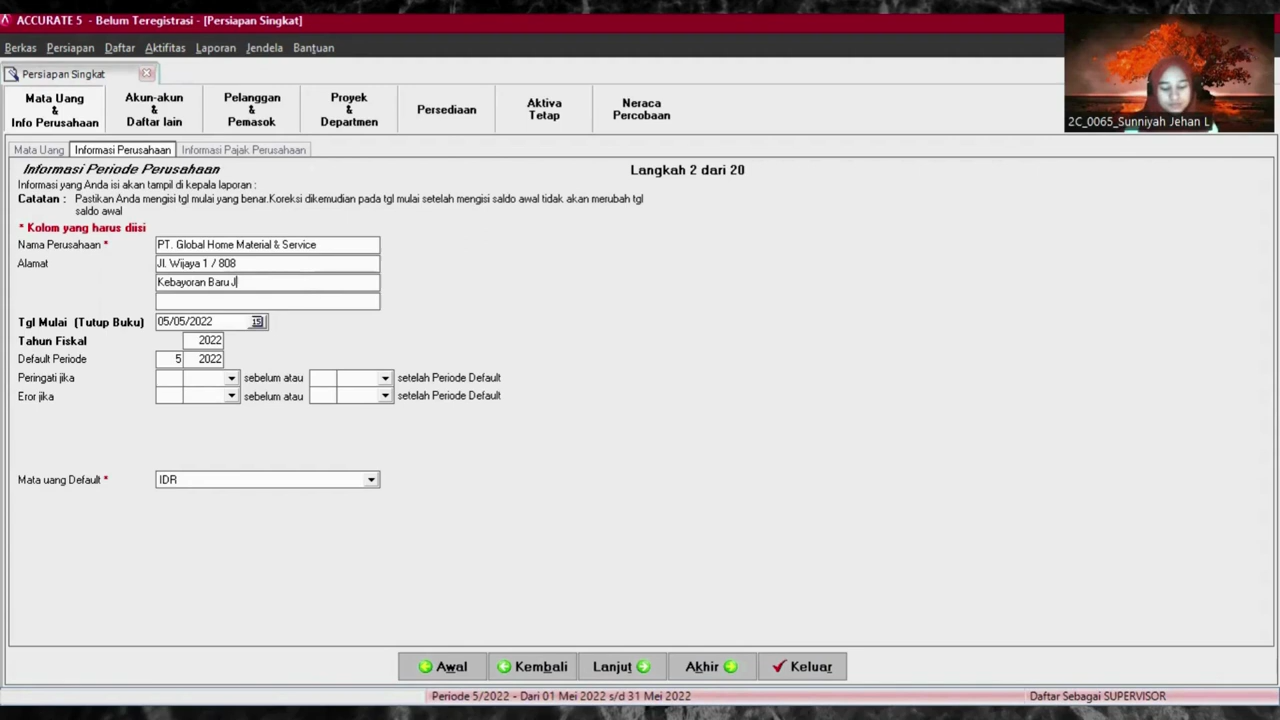 ACCURATE 5 - Belum Teregistrasi - [Persiapan Singkat]
Berkas Persiapan Daftar Aktifitas Laporan Jendela Bantuan
Persiapan Singkat
Mata Uang & Info Perusahaan
Akun-akun & Daftar lain
Pelanggan & Pemasok
Proyek & Departmen
Persediaan
Aktiva Tetap
Neraca Percobaan
2C_0065_Sunniyah Jehan L
Mata Uang Informasi Perusahaan Informasi Pajak Perusahaan
Informasi Periode Perusahaan Langkah 2 dari 20
Informasi yang Anda isi akan tampil di kepala laporan :
Catatan : Pastikan Anda mengisi tgl mulai yang benar.Koreksi dikemudian pada tgl mulai setelah mengisi saldo awal tidak akan merubah tgl
saldo awal
* Kolom yang harus diisi
Nama Perusahaan * PT. Global Home Material & Service
Alamat Jl. Wijaya 1 / 808
Kebayoran Baru J
Tgl Mulai (Tutup Buku) 05/05/2022 15
Tahun Fiskal 2022
Default Periode 5 2022
Peringati jika sebelum atau setelah Periode Default
Eror jika sebelum atau setelah Periode Default
Mata uang Default * IDR
Awal Kembali Lanjut Akhir Keluar
Periode 5/2022 - Dari 01 Mei 2022 s/d 31 Mei 2022 Daftar Sebagai SUPERVISOR